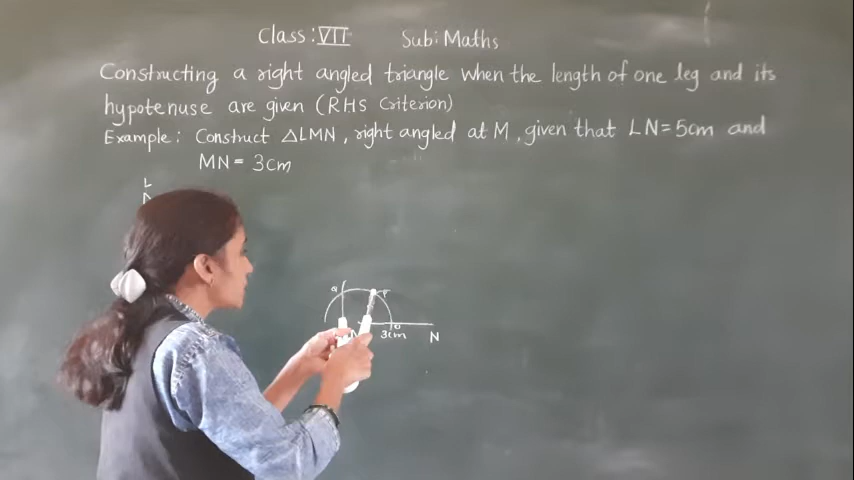 Class: VII Sub: Maths
Constructing a right angled triangle when the length of one leg and its
hypotenuse are given (RHS Criterion)
Example: Construct △LMN, right angled at M, given that LN=5cm and
MN = 3cm
L
Q P
3cm N